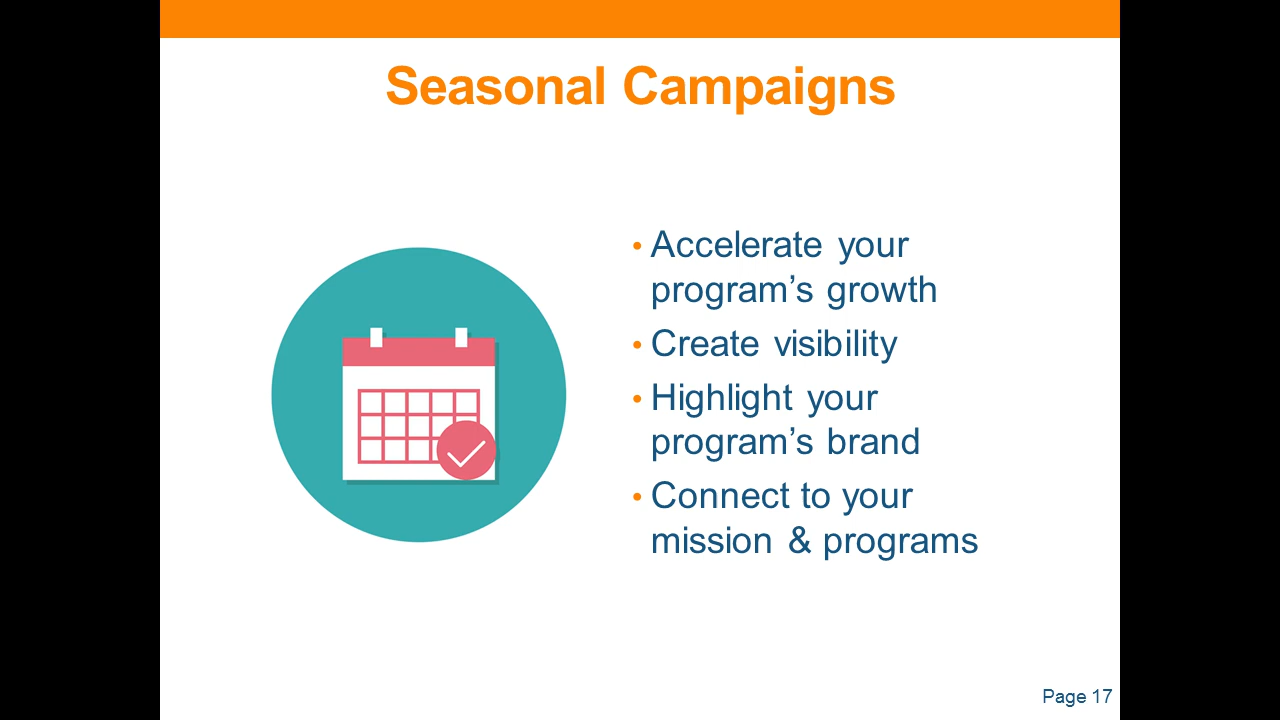 Seasonal Campaigns
• Accelerate your
program’s growth
• Create visibility
• Highlight your
program’s brand
• Connect to your
mission & programs
Page 17